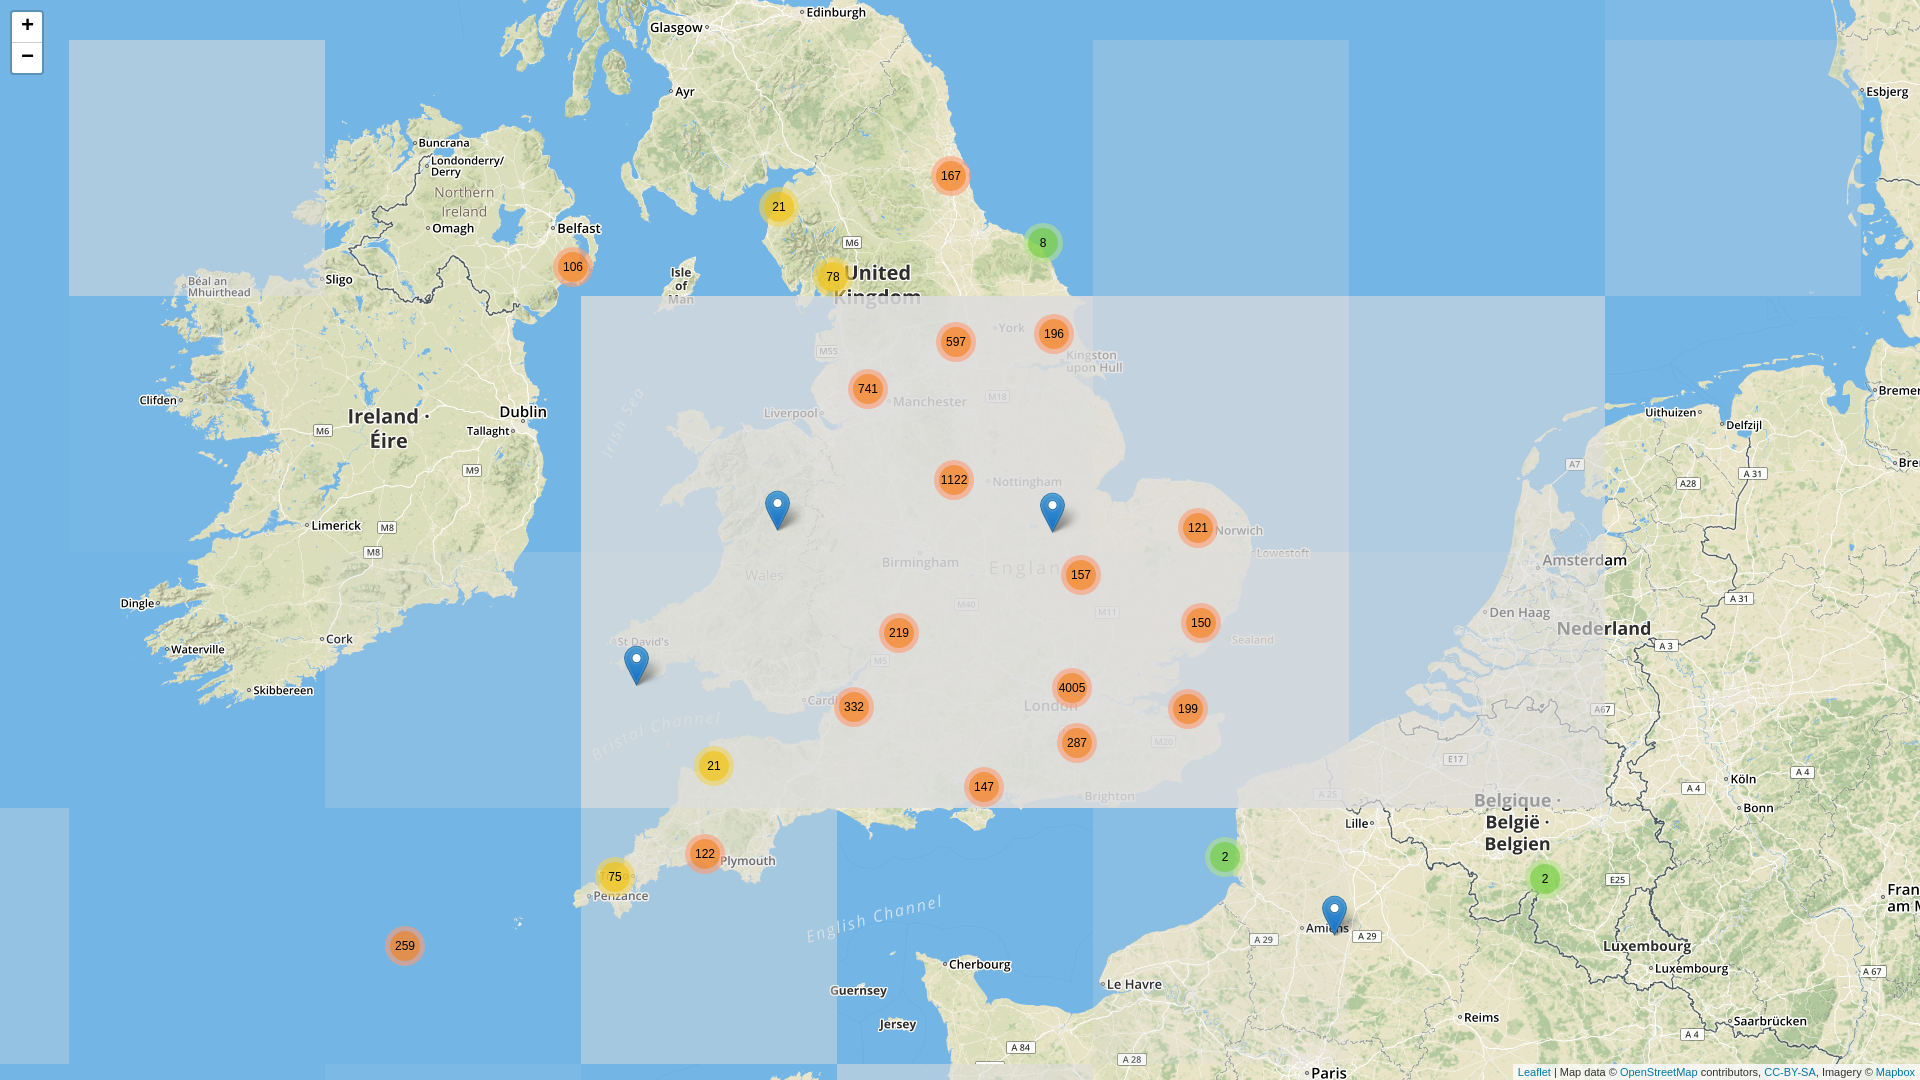 +
−
Glasgow
Edinburgh
Ayr
Esbjerg
Buncrana
Londonderry/
Derry
Northern
Ireland
Omagh
Belfast
167
21
M6
8
106
78
United
Kingdom
Isle
of
Man
Sligo
Béal an
Mhuirthead
York
196
597
M55
Kingston
upon Hull
741
Manchester
M18
Liverpool
Irish Sea
Clifden
Ireland ·
Éire
Dublin
Tallaght
M6
M9
Uithuizen
Delfzijl
A7
A 31
A28
1122
Nottingham
121
Norwich
Lowestoft
Limerick
M8
M8
Birmingham
Wales
157
Amsterdam
A 31
Den Haag
Nederland
A 3
Dingle
M40
M11
150
Sealand
219
M5
St David's
Cork
Waterville
Skibbereen
4005
London
199
332
287
M20
A67
Bristol Channel
21
147
Brighton
E17
A 25
Köln
A 4
A 4
Bonn
Belgique ·
België ·
Belgien
Lille
2
2
E25
122
Plymouth
75
Penzance
English Channel
259
Amiens
A 29
A 29
Luxembourg
Luxembourg
A 67
Cherbourg
Le Havre
Guernsey
Jersey
Reims
Saarbrücken
A 4
A 84
A 28
Paris
Leaflet | Map data © OpenStreetMap contributors, CC-BY-SA, Imagery © Mapbox